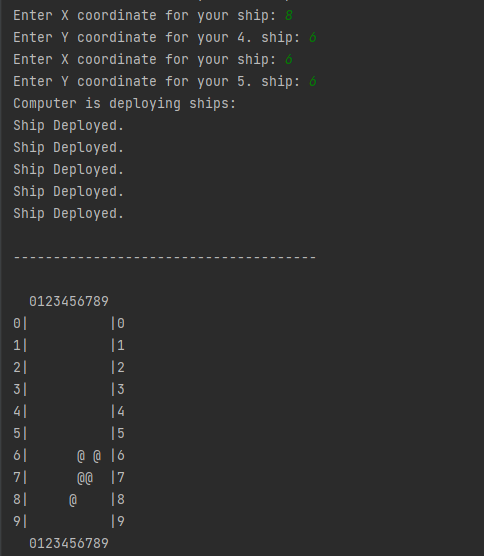 Enter X coordinate for your ship: 8
Enter Y coordinate for your 4. ship: 6
Enter X coordinate for your ship: 6
Enter Y coordinate for your 5. ship: 6
Computer is deploying ships:
Ship Deployed.
Ship Deployed.
Ship Deployed.
Ship Deployed.
Ship Deployed.
--------------------------------------
  0123456789
0|          |0
1|          |1
2|          |2
3|          |3
4|          |4
5|          |5
6|      @ @ |6
7|      @@  |7
8|     @    |8
9|          |9
  0123456789